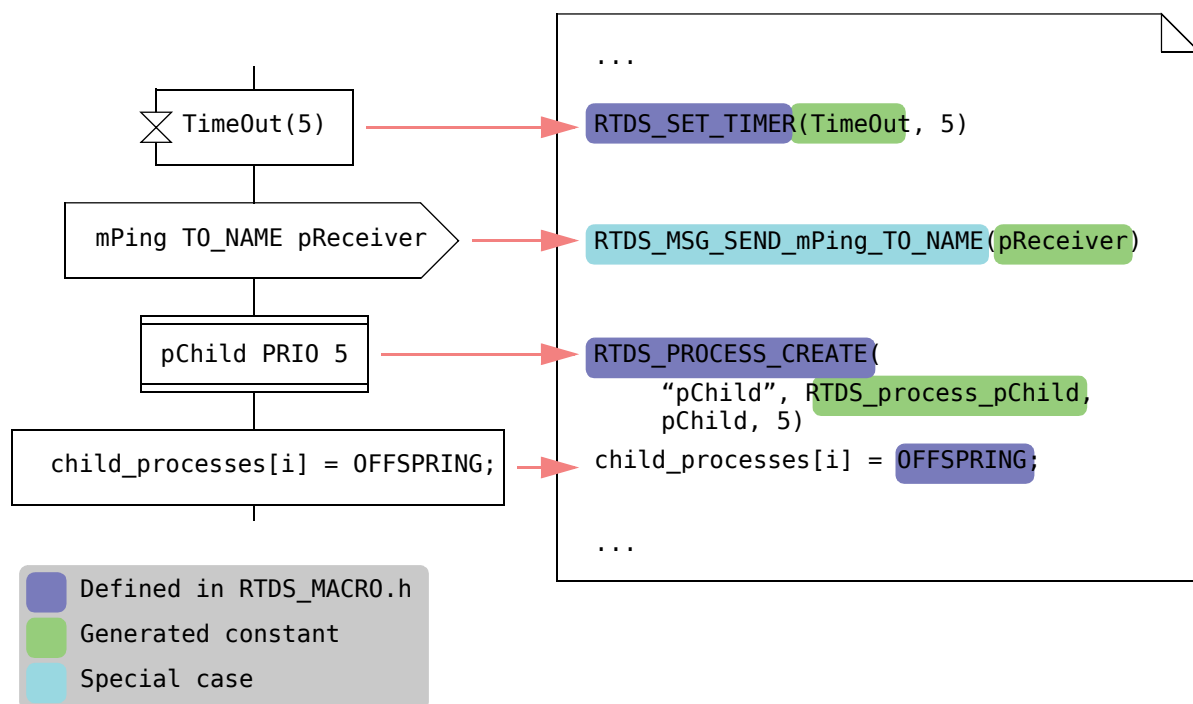 ...
TimeOut(5)
RTDS_SET_TIMER(TimeOut, 5)
mPing TO_NAME pReceiver
RTDS_MSG_SEND_mPing_TO_NAME(pReceiver)
pChild PRIO 5
RTDS_PROCESS_CREATE(
“pChild”, RTDS_process_pChild,
pChild, 5)
child_processes[i] = OFFSPRING;
child_processes[i] = OFFSPRING;
...
Defined in RTDS_MACRO.h
Generated constant
Special case